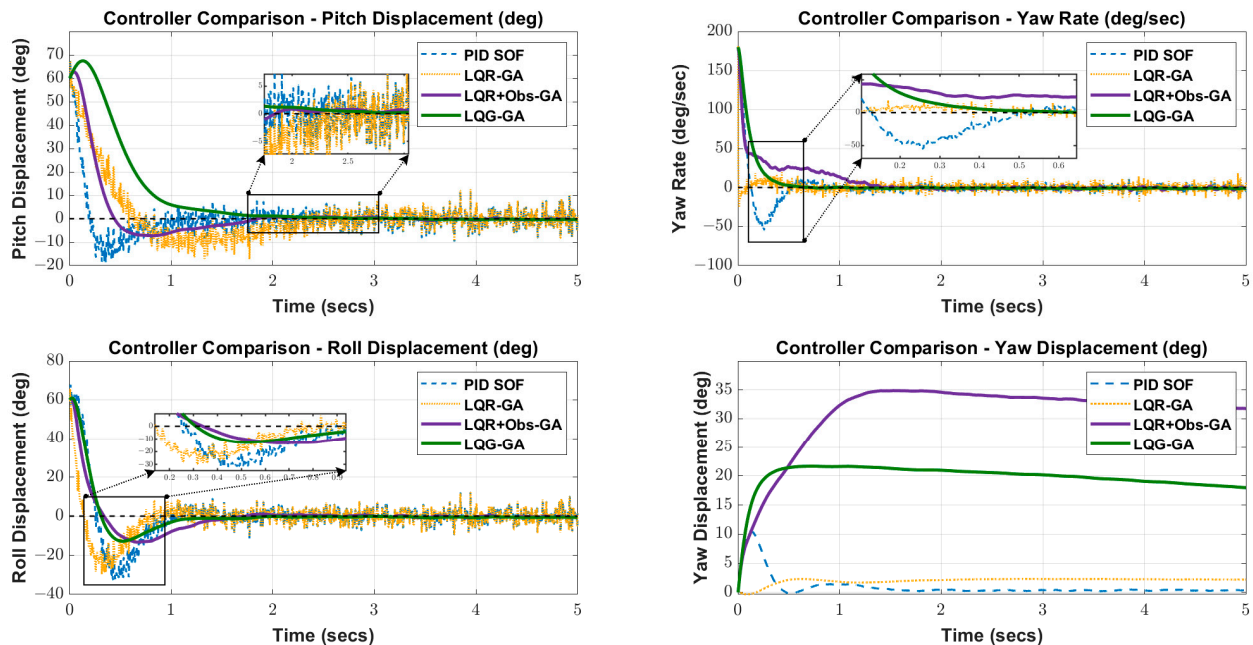 Controller Comparison - Pitch Displacement (deg)
Pitch Displacement (deg)
70
60
50
40
30
20
10
0
−10
−20
PID SOF
LQR-GA
LQR+Obs-GA
LQG-GA
5
0
−5
2
2.5
0
1
2
3
4
5
Time (secs)
Controller Comparison - Yaw Rate (deg/sec)
Yaw Rate (deg/sec)
200
150
100
50
0
−50
−100
PID SOF
LQR-GA
LQR+Obs-GA
LQG-GA
0
−50
0.2
0.4
0.6
0
1
2
3
4
5
Time (secs)
Controller Comparison - Roll Displacement (deg)
Roll Displacement (deg)
80
60
40
20
0
−20
−40
PID SOF
LQR-GA
LQR+Obs-GA
LQG-GA
0
−10
−20
−30
0.2
0.3
0.4
0.5
0.6
0.7
0.8
0.9
0
1
2
3
4
5
Time (secs)
Controller Comparison - Yaw Displacement (deg)
Yaw Displacement (deg)
35
30
25
20
15
10
5
0
PID SOF
LQR-GA
LQR+Obs-GA
LQG-GA
0
1
2
3
4
5
Time (secs)